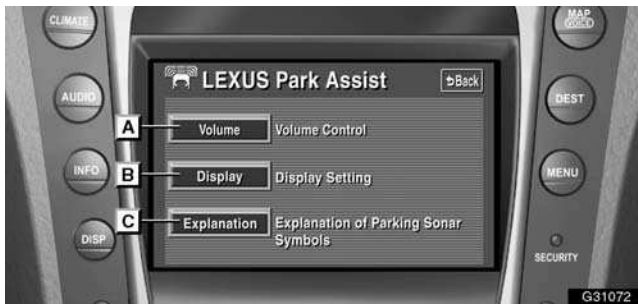 CLIMATE
MAP
VOICE
LEXUS Park Assist
Back
AUDIO
DEST
A Volume Volume Control
INFO
B Display Display Setting
MENU
C Explanation Explanation of Parking Sonar
Symbols
DISP
SECURITY
G31072